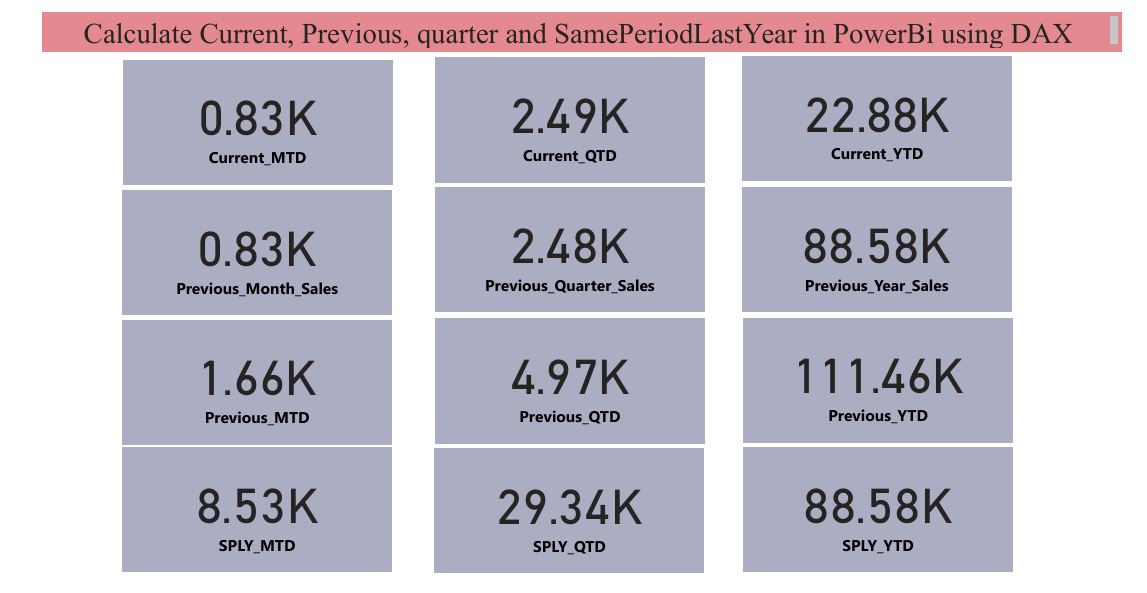 Calculate Current, Previous, quarter and SamePeriodLastYear in PowerBi using DAX
0.83K
Current_MTD
2.49K
Current_QTD
22.88K
Current_YTD
0.83K
Previous_Month_Sales
2.48K
Previous_Quarter_Sales
88.58K
Previous_Year_Sales
1.66K
Previous_MTD
4.97K
Previous_QTD
111.46K
Previous_YTD
8.53K
SPLY_MTD
29.34K
SPLY_QTD
88.58K
SPLY_YTD